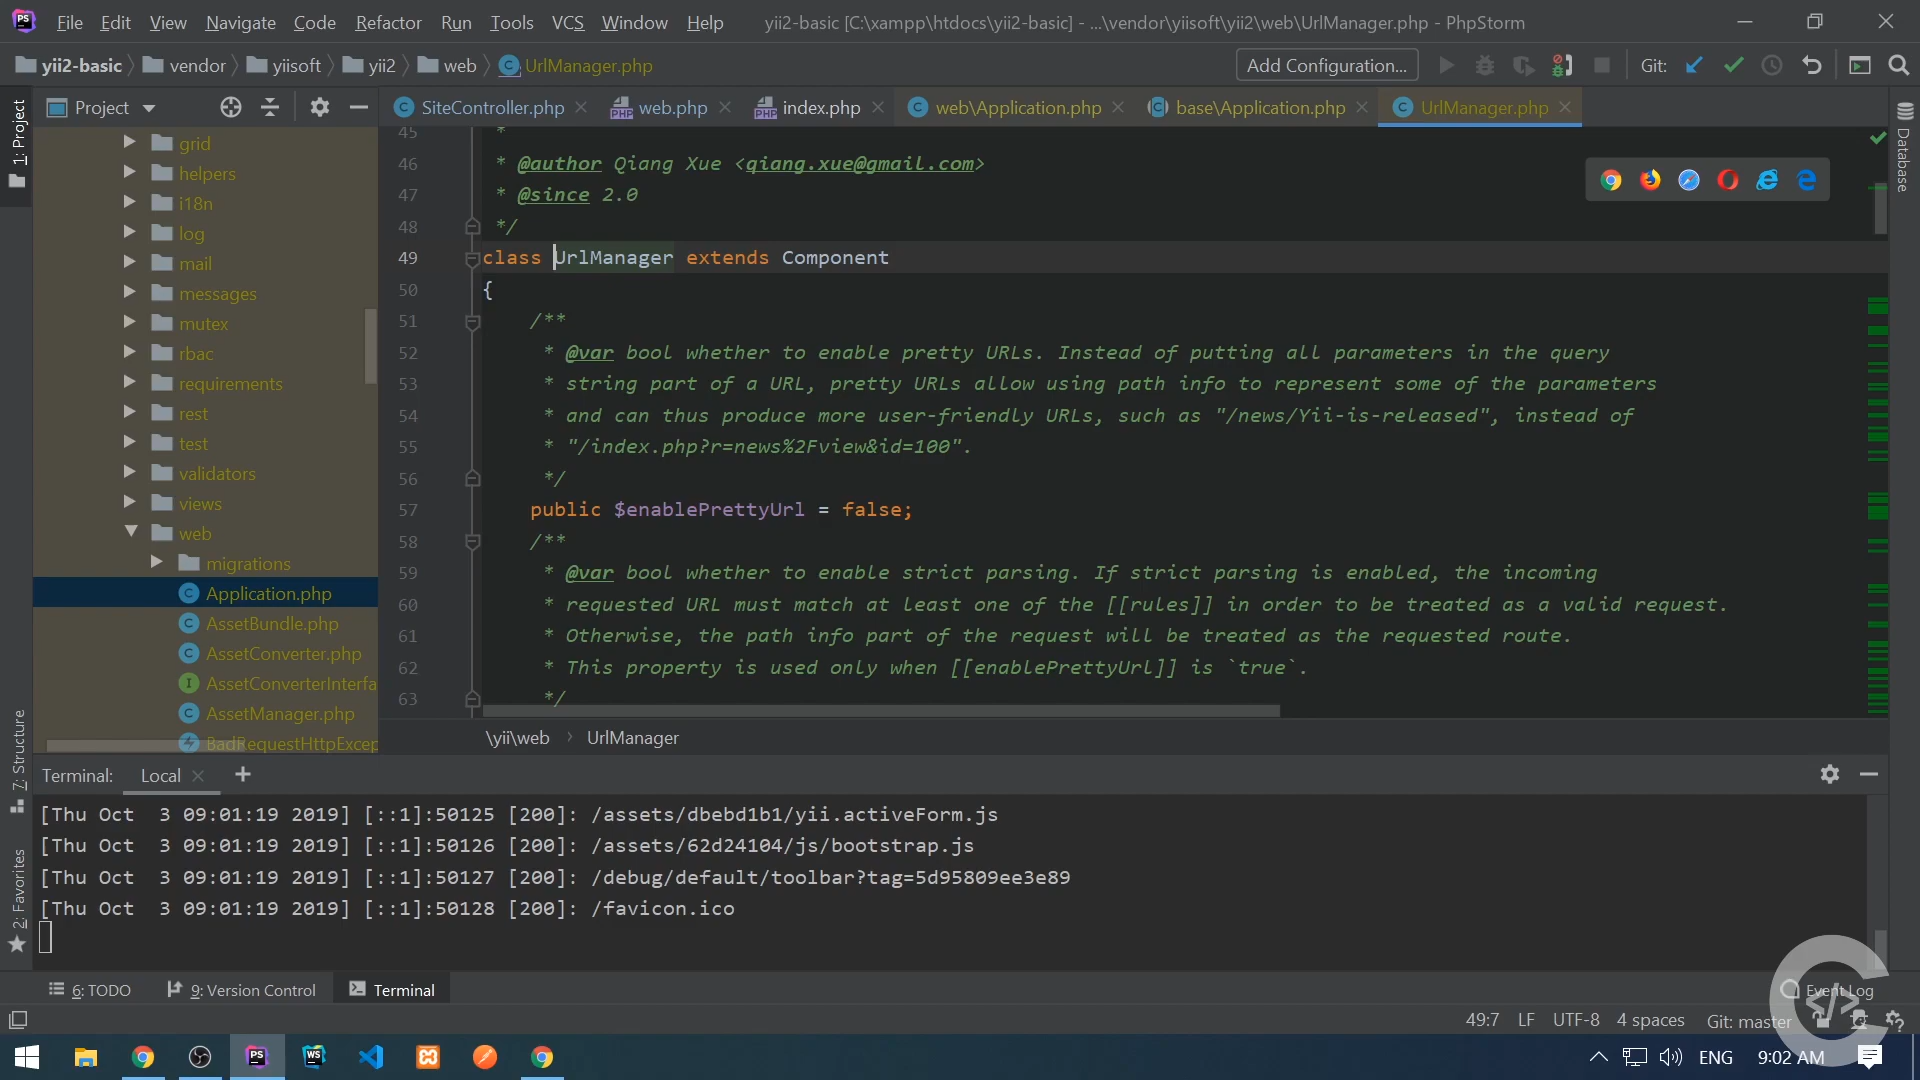 File Edit View Navigate Code Refactor Run Tools VCS Window Help yii2-basic [C:\xampp\htdocs\yii2-basic] - ...\vendor\yiisoft\yii2\web\UrlManager.php - PhpStorm
yii2-basic vendor yiisoft yii2 web UrlManager.php Add Configuration... Git:
1: Project
Project
SiteController.php web.php index.php web\Application.php base\Application.php UrlManager.php
Database
grid
helpers
i18n
log
mail
messages
mutex
rbac
requirements
rest
test
validators
views
web
migrations
Application.php
AssetBundle.php
AssetConverter.php
AssetConverterInterfa
AssetManager.php
BadRequestHttpExcep
45 *
46 * @author Qiang Xue <qiang.xue@gmail.com>
47 * @since 2.0
48 */
49 class UrlManager extends Component
50 {
51 /**
52 * @var bool whether to enable pretty URLs. Instead of putting all parameters in the query
53 * string part of a URL, pretty URLs allow using path info to represent some of the parameters
54 * and can thus produce more user-friendly URLs, such as "/news/Yii-is-released", instead of
55 * "/index.php?r=news%2Fview&id=100".
56 */
57 public $enablePrettyUrl = false;
58 /**
59 * @var bool whether to enable strict parsing. If strict parsing is enabled, the incoming
60 * requested URL must match at least one of the [[rules]] in order to be treated as a valid request.
61 * Otherwise, the path info part of the request will be treated as the requested route.
62 * This property is used only when [[enablePrettyUrl]] is `true`.
63 */
\yii\web › UrlManager
7: Structure
2: Favorites
Terminal: Local
[Thu Oct  3 09:01:19 2019] [::1]:50125 [200]: /assets/dbebd1b1/yii.activeForm.js
[Thu Oct  3 09:01:19 2019] [::1]:50126 [200]: /assets/62d24104/js/bootstrap.js
[Thu Oct  3 09:01:19 2019] [::1]:50127 [200]: /debug/default/toolbar?tag=5d95809ee3e89
[Thu Oct  3 09:01:19 2019] [::1]:50128 [200]: /favicon.ico
6: TODO 9: Version Control Terminal Event Log
49:7 LF UTF-8 4 spaces Git: master
ENG 9:02 AM